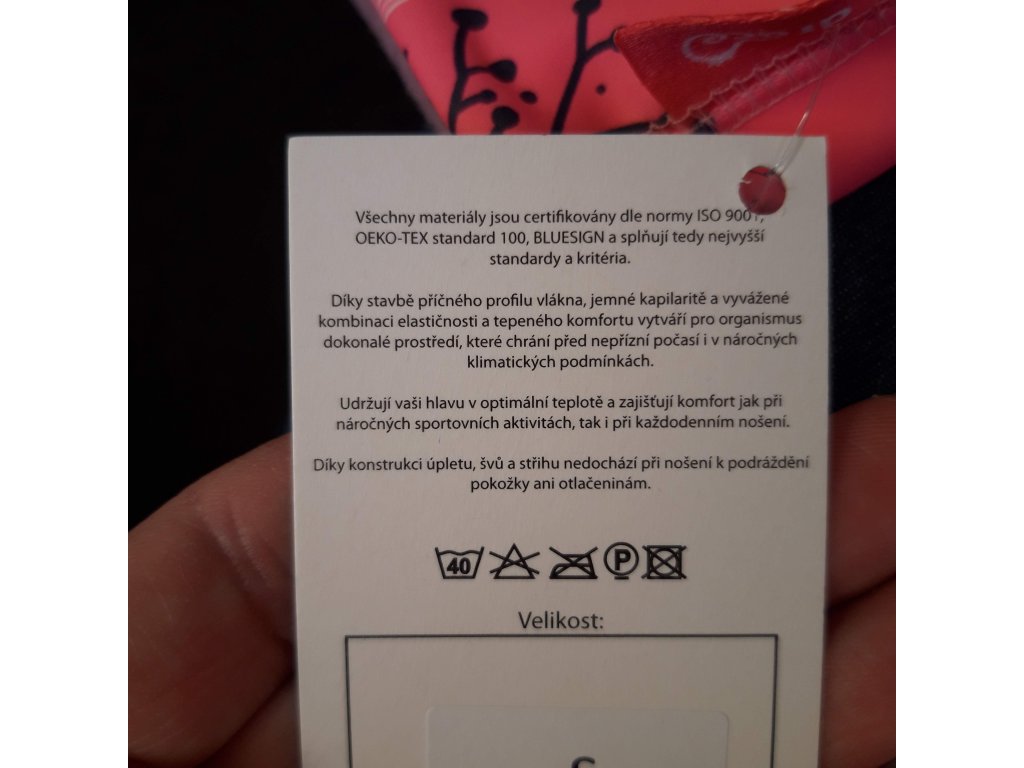 Všechny materiály jsou certifikovány dle normy ISO 9001,
OEKO-TEX standard 100, BLUESIGN a splňují tedy nejvyšší
standardy a kritéria.
Díky stavbě příčného profilu vlákna, jemné kapilaritě a vyvážené
kombinaci elastičnosti a tepeného komfortu vytváří pro organismus
dokonalé prostředí, které chrání před nepřízní počasí i v náročných
klimatických podmínkách.
Udržují vaši hlavu v optimální teplotě a zajišťují komfort jak při
náročných sportovních aktivitách, tak i při každodenním nošení.
Díky konstrukci úpletu, švů a střihu nedochází při nošení k podráždění
pokožky ani otlačeninám.
40 P
Velikost: